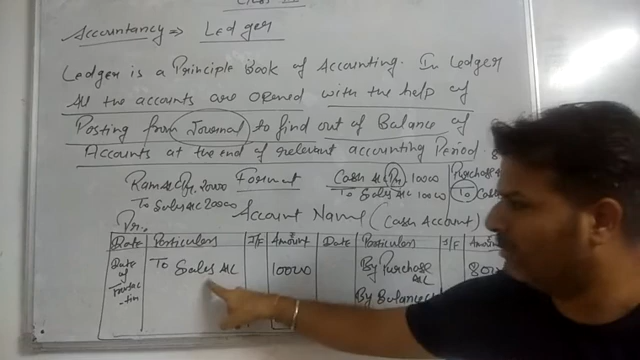 Accountancy ⇒ Ledger
Ledger is a Principle Book of Accounting. In Ledger
All the accounts are opened with the help of
Posting from Journal to find out of Balance of
Accounts at the end of relevant accounting Period.
Ram a/c Dr. 20000 Format Cash a/c Dr 10000 Purchase
To Sales a/c 20000 To Sales a/c 10000 To Cash
Dr. Account Name (Cash Account)
Date Particulars J/F Amount Date Particulars J/F Amount
Date of To Sales a/c 10000 By Purchase a/c
By Balance